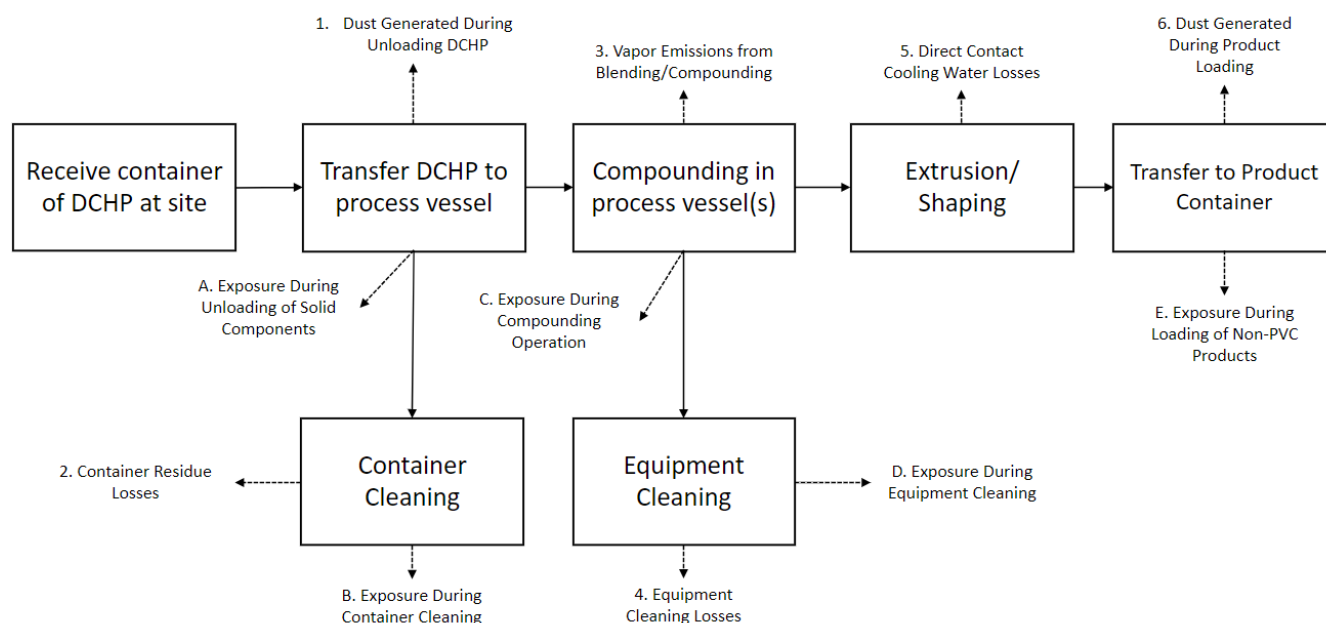 1. Dust Generated During
Unloading DCHP
3. Vapor Emissions from
Blending/Compounding
5. Direct Contact
Cooling Water Losses
6. Dust Generated
During Product
Loading
Receive container
of DCHP at site
Transfer DCHP to
process vessel
Compounding in
process vessel(s)
Extrusion/
Shaping
Transfer to Product
Container
A. Exposure During
Unloading of Solid
Components
C. Exposure During
Compounding
Operation
E. Exposure During
Loading of Non-PVC
Products
2. Container Residue
Losses
Container
Cleaning
Equipment
Cleaning
D. Exposure During
Equipment Cleaning
B. Exposure During
Container Cleaning
4. Equipment
Cleaning Losses